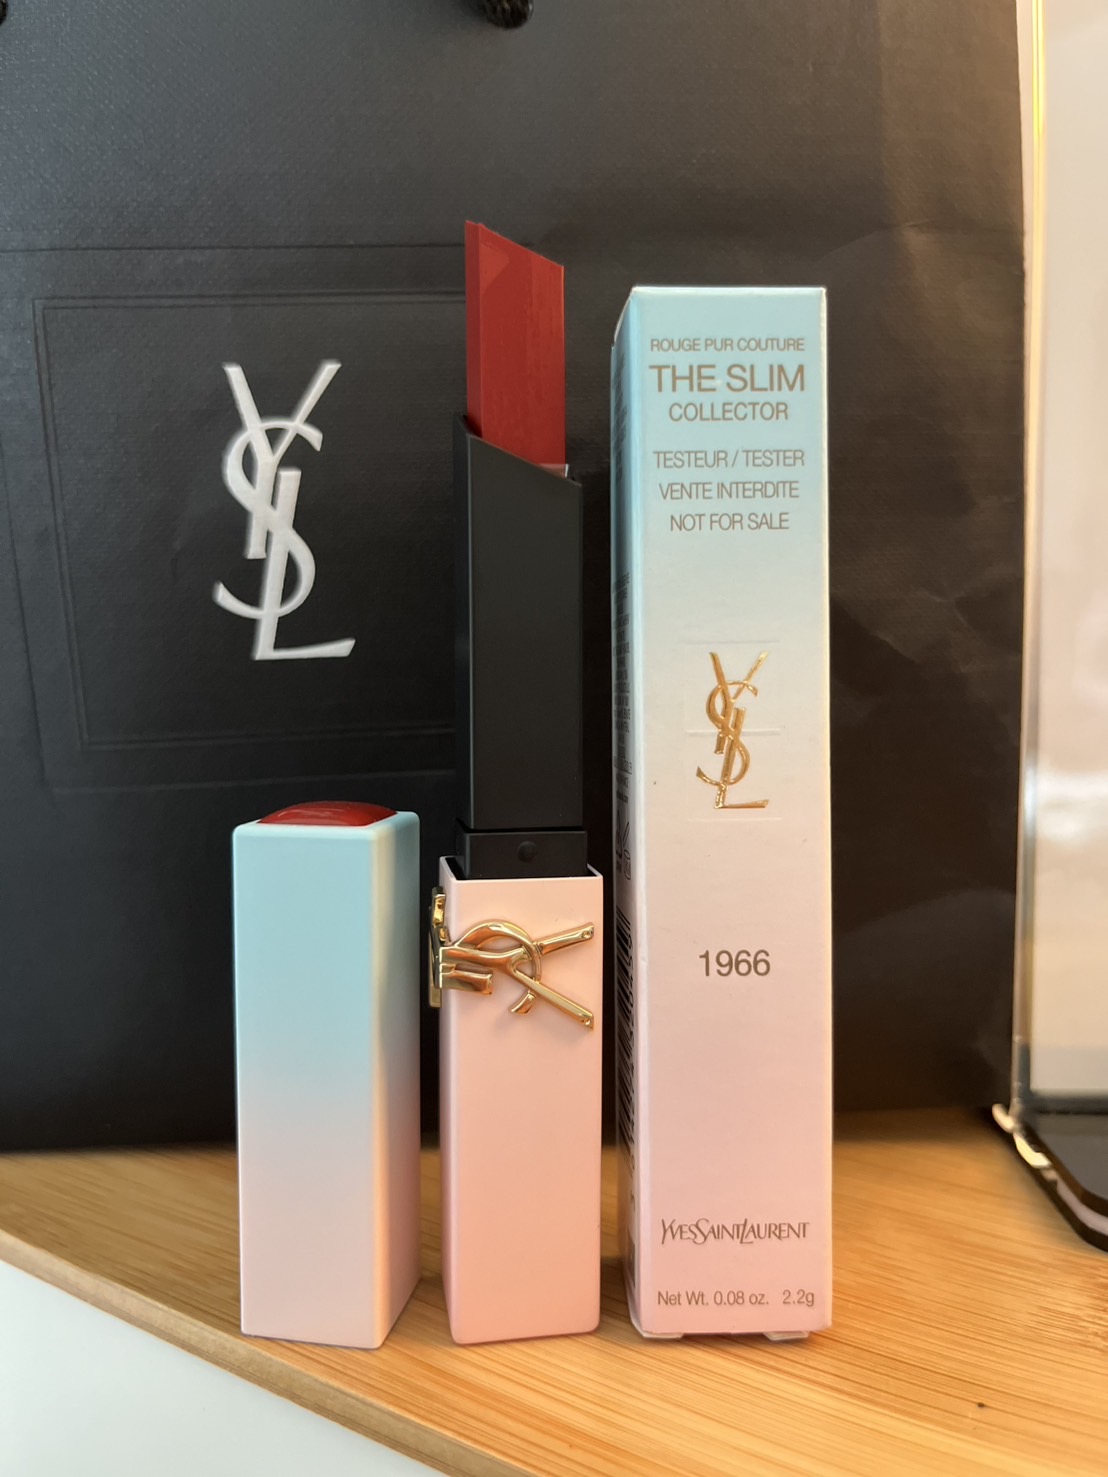 YSL
ROUGE PUR COUTURE
THE SLIM
COLLECTOR
TESTEUR / TESTER
VENTE INTERDITE
NOT FOR SALE
YSL
1966
YVESSAINTLAURENT
Net Wt. 0.08 oz. 2.2g
YSL